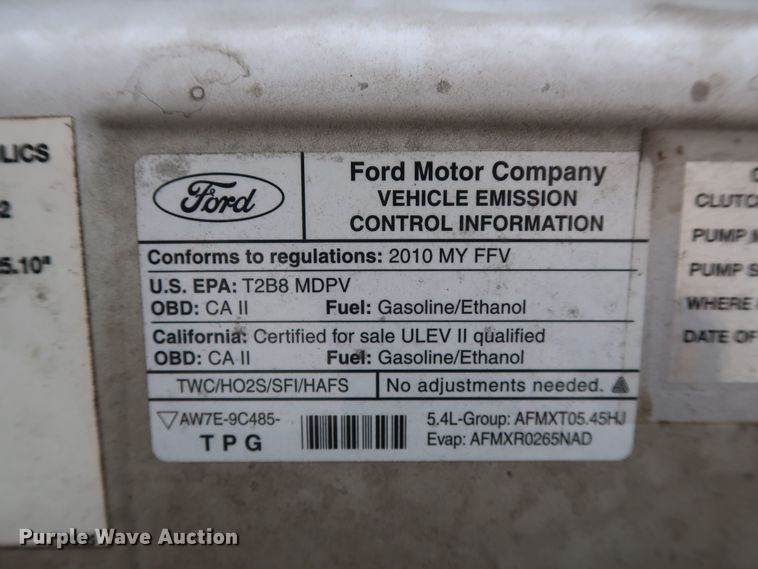 LICS
2
5.10"
Ford
Ford Motor Company
VEHICLE EMISSION
CONTROL INFORMATION
Conforms to regulations: 2010 MY FFV
U.S. EPA: T2B8 MDPV
OBD: CA II Fuel: Gasoline/Ethanol
California: Certified for sale ULEV II qualified
OBD: CA II Fuel: Gasoline/Ethanol
TWC/HO2S/SFI/HAFS No adjustments needed.
AW7E-9C485-
T P G
5.4L-Group: AFMXT05.45HJ
Evap: AFMXR0265NAD
CLUTC
PUMP M
PUMP S
WHERE
DATE OF
Purple Wave Auction